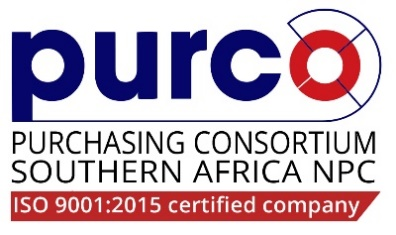 purco
PURCHASING CONSORTIUM
SOUTHERN AFRICA NPC
ISO 9001:2015 certified company